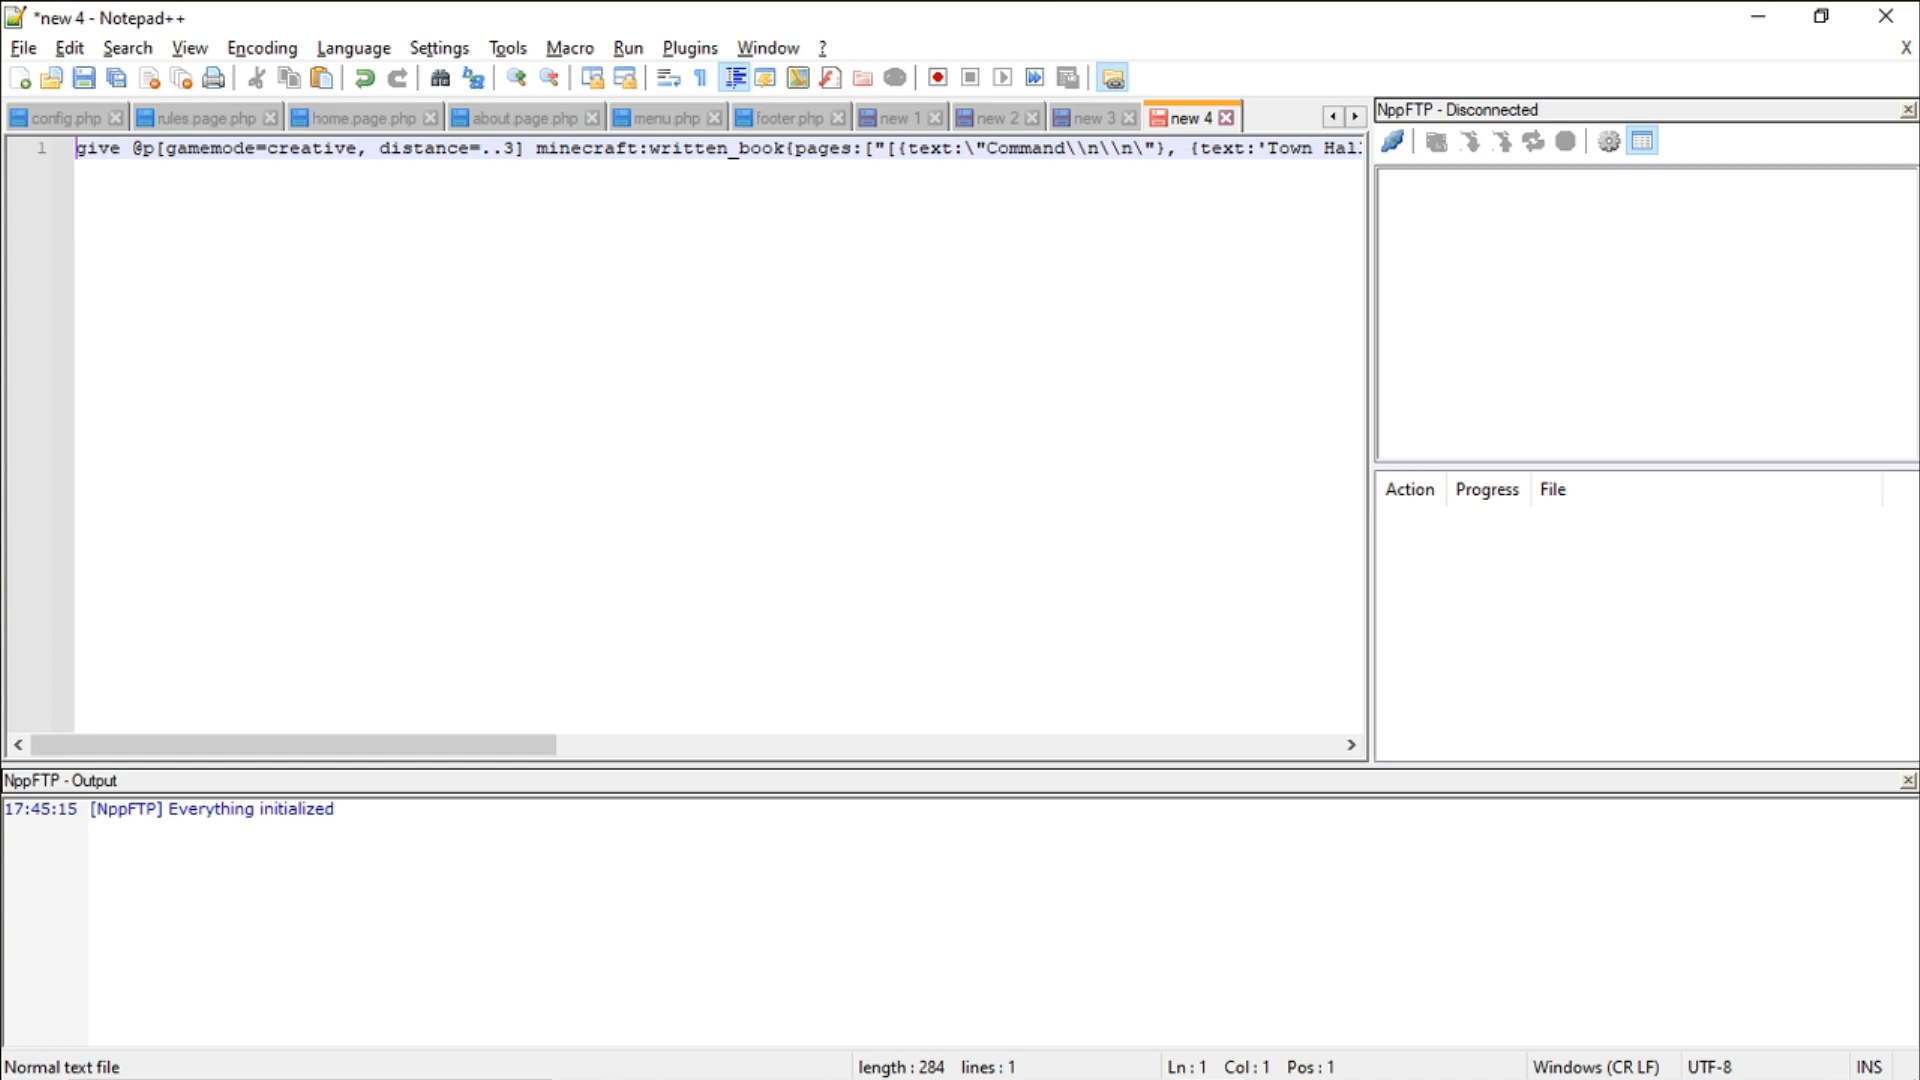 *new 4 - Notepad++
File Edit Search View Encoding Language Settings Tools Macro Run Plugins Window ? X
config.php rules.page.php home.page.php about.page.php menu.php footer.php new 1 new 2 new 3 new 4
NppFTP - Disconnected
1 give @p[gamemode=creative, distance=..3] minecraft:written_book{pages:["[{text:\"Command\\n\\n\"}, {text:'Town Hal
Action Progress File
NppFTP - Output
17:45:15 [NppFTP] Everything initialized
Normal text file length : 284 lines : 1 Ln : 1 Col : 1 Pos : 1 Windows (CR LF) UTF-8 INS